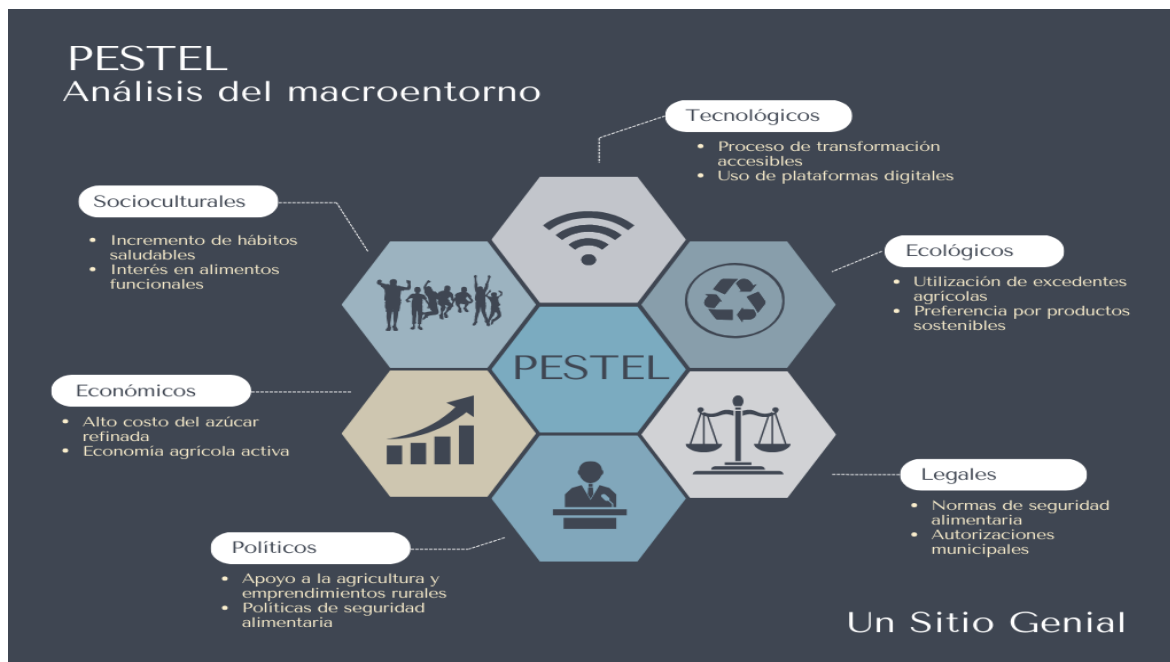 PESTEL
Análisis del macroentorno
Tecnológicos
• Proceso de transformación
accesibles
• Uso de plataformas digitales
Socioculturales
• Incremento de hábitos
saludables
• Interés en alimentos
funcionales
Ecológicos
• Utilización de excedentes
agrícolas
• Preferencia por productos
sostenibles
PESTEL
Económicos
• Alto costo del azúcar
refinada
• Economía agrícola activa
Legales
• Normas de seguridad
alimentaria
• Autorizaciones
municipales
Políticos
• Apoyo a la agricultura y
emprendimientos rurales
• Políticas de seguridad
alimentaria
Un Sitio Genial